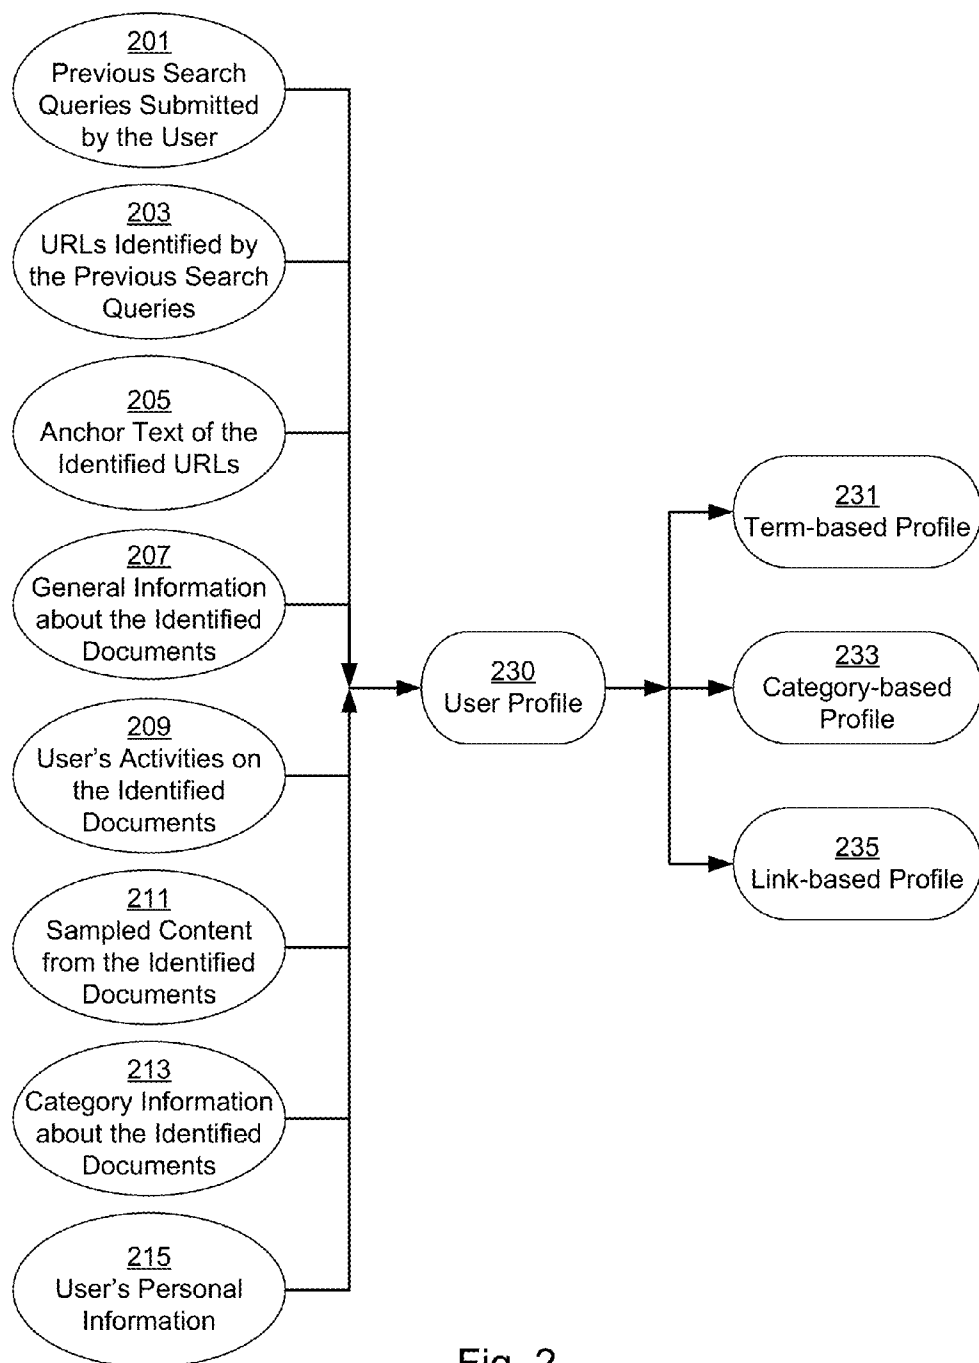 201
Previous Search
Queries Submitted
by the User
203
URLs Identified by
the Previous Search
Queries
205
Anchor Text of the
Identified URLs
207
General Information
about the Identified
Documents
209
User's Activities on
the Identified
Documents
211
Sampled Content
from the Identified
Documents
213
Category Information
about the Identified
Documents
215
User's Personal
Information
230
User Profile
231
Term-based Profile
233
Category-based
Profile
235
Link-based Profile
Fig. 2